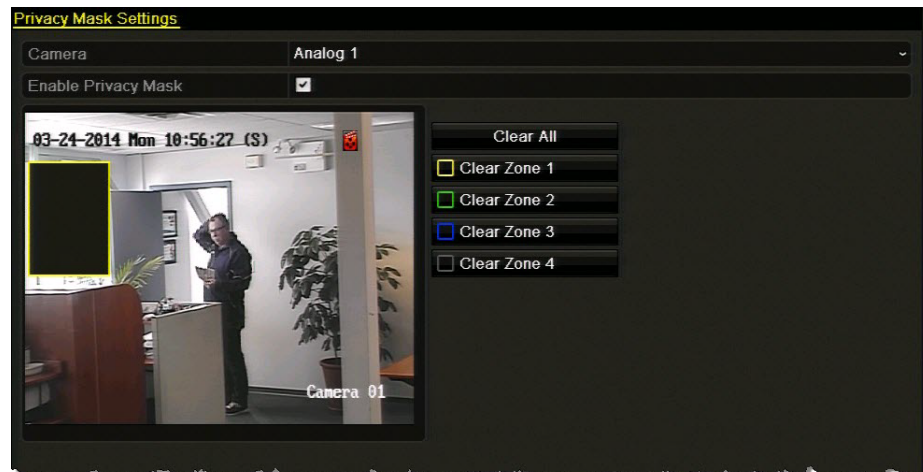 Privacy Mask Settings
Camera Analog 1
Enable Privacy Mask
03-24-2014 Mon 10:56:27 (S)
Clear All
Clear Zone 1
Clear Zone 2
Clear Zone 3
Clear Zone 4
Camera 01